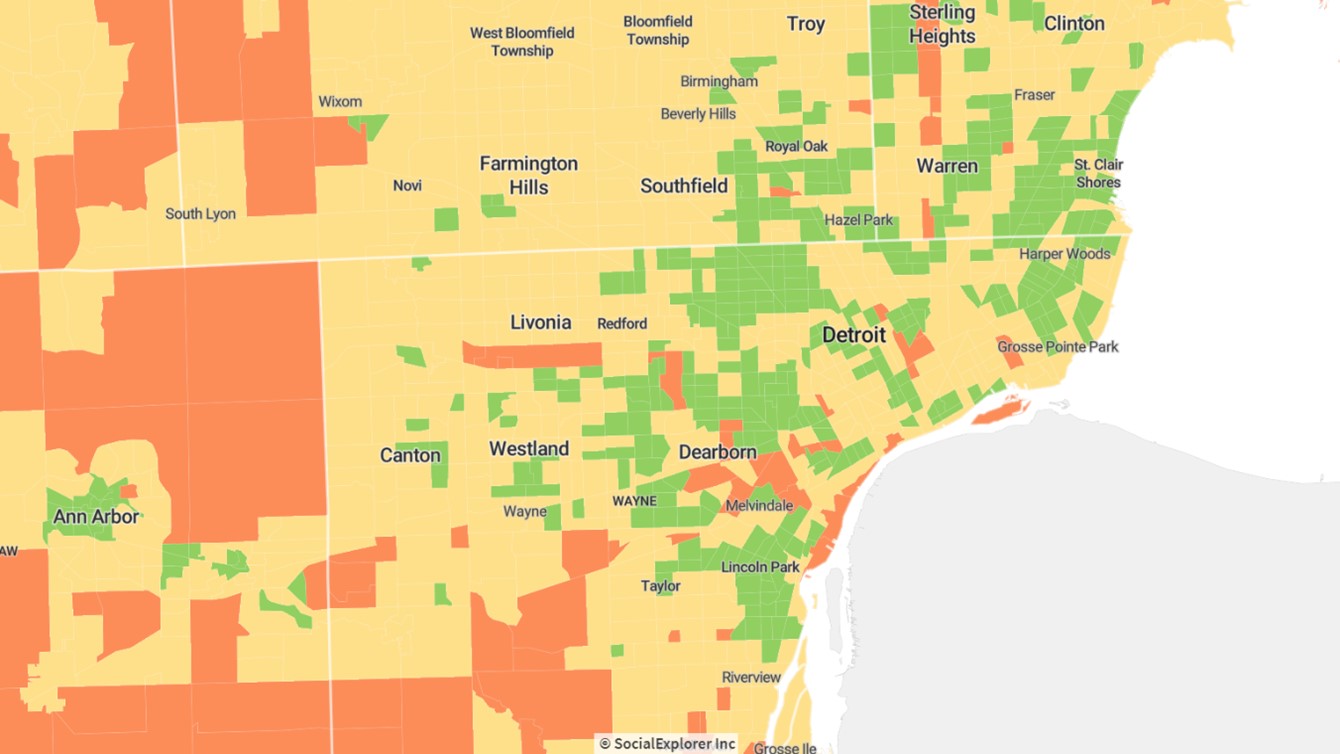 West Bloomfield
Township
Bloomfield
Township
Troy
Sterling
Heights
Clinton
Birmingham
Wixom
Beverly Hills
Fraser
Royal Oak
Farmington
Hills
Novi
Southfield
Warren
St. Clair
Shores
South Lyon
Hazel Park
Harper Woods
Livonia
Redford
Detroit
Grosse Pointe Park
Canton
Westland
Dearborn
WAYNE
Wayne
Melvindale
Ann Arbor
AW
Lincoln Park
Taylor
Riverview
© SocialExplorer Inc
Grosse Ile